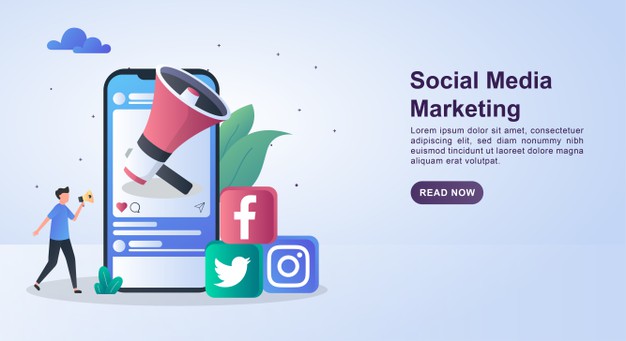 Social Media
Marketing
Lorem ipsum dolor sit amet, consectetuer
adipiscing elit, sed diam nonummy nibh
euismod tincidunt ut laoreet dolore magna
aliquam erat volutpat.
READ NOW